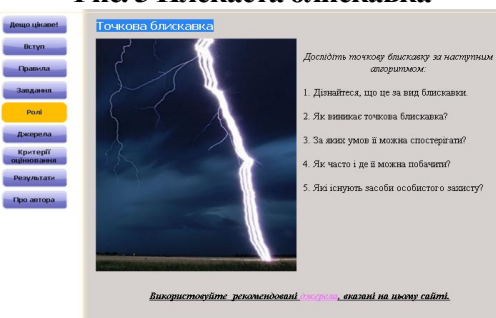 Рис. 3 Плескаста блискавка
Дещо цікаве!
Вступ
Правила
Завдання
Ролі
Джерела
Критерії
оцінювання
Результати
Про автора
Точкова блискавка
Дослідіть точкову блискавку за наступним
алгоритмом:
1. Дізнайтеся, що це за вид блискавки.
2. Як виникає точкова блискавка?
3. За яких умов її можна спостерігати?
4. Як часто і де її можна побачити?
5. Які існують засоби особистого захисту?
Використовуйте рекомендовані джерела, вказані на цьому сайті.